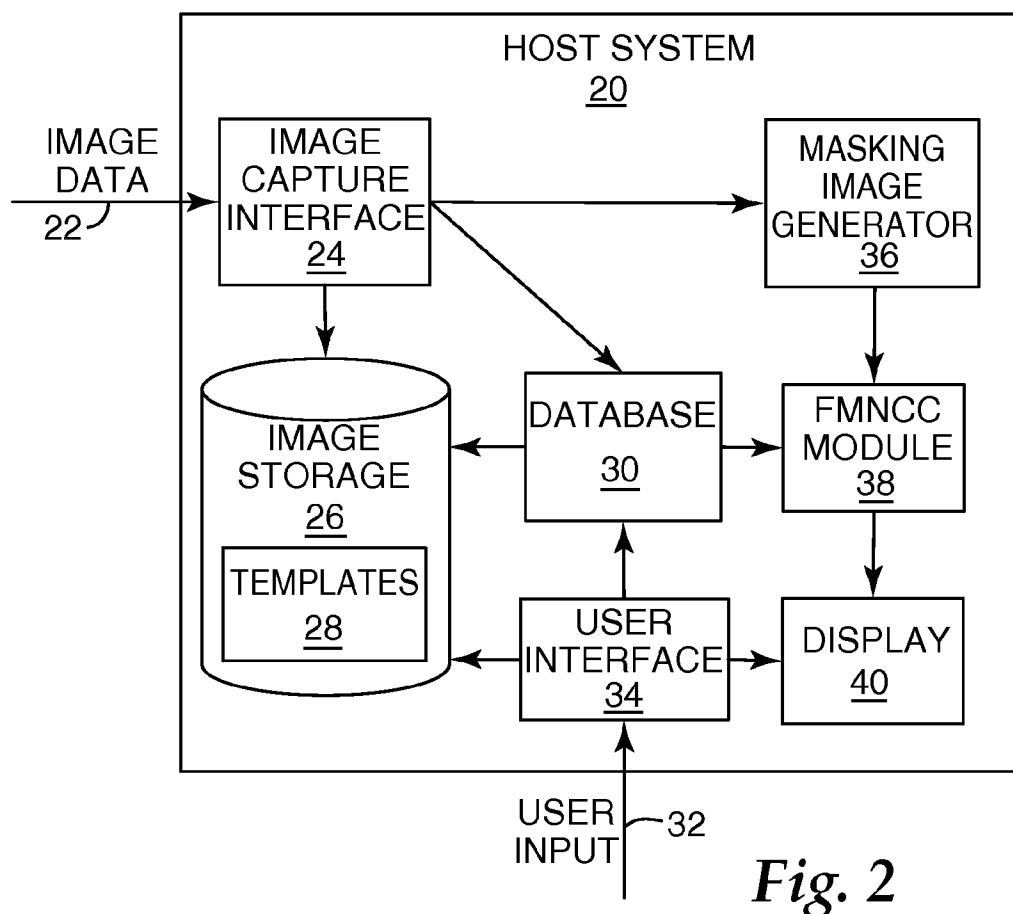 HOST SYSTEM
20
IMAGE
DATA
22
IMAGE
CAPTURE
INTERFACE
24
MASKING
IMAGE
GENERATOR
36
IMAGE
STORAGE
26
TEMPLATES
28
DATABASE
30
FMNCC
MODULE
38
USER
INTERFACE
34
DISPLAY
40
USER
INPUT
32
Fig. 2